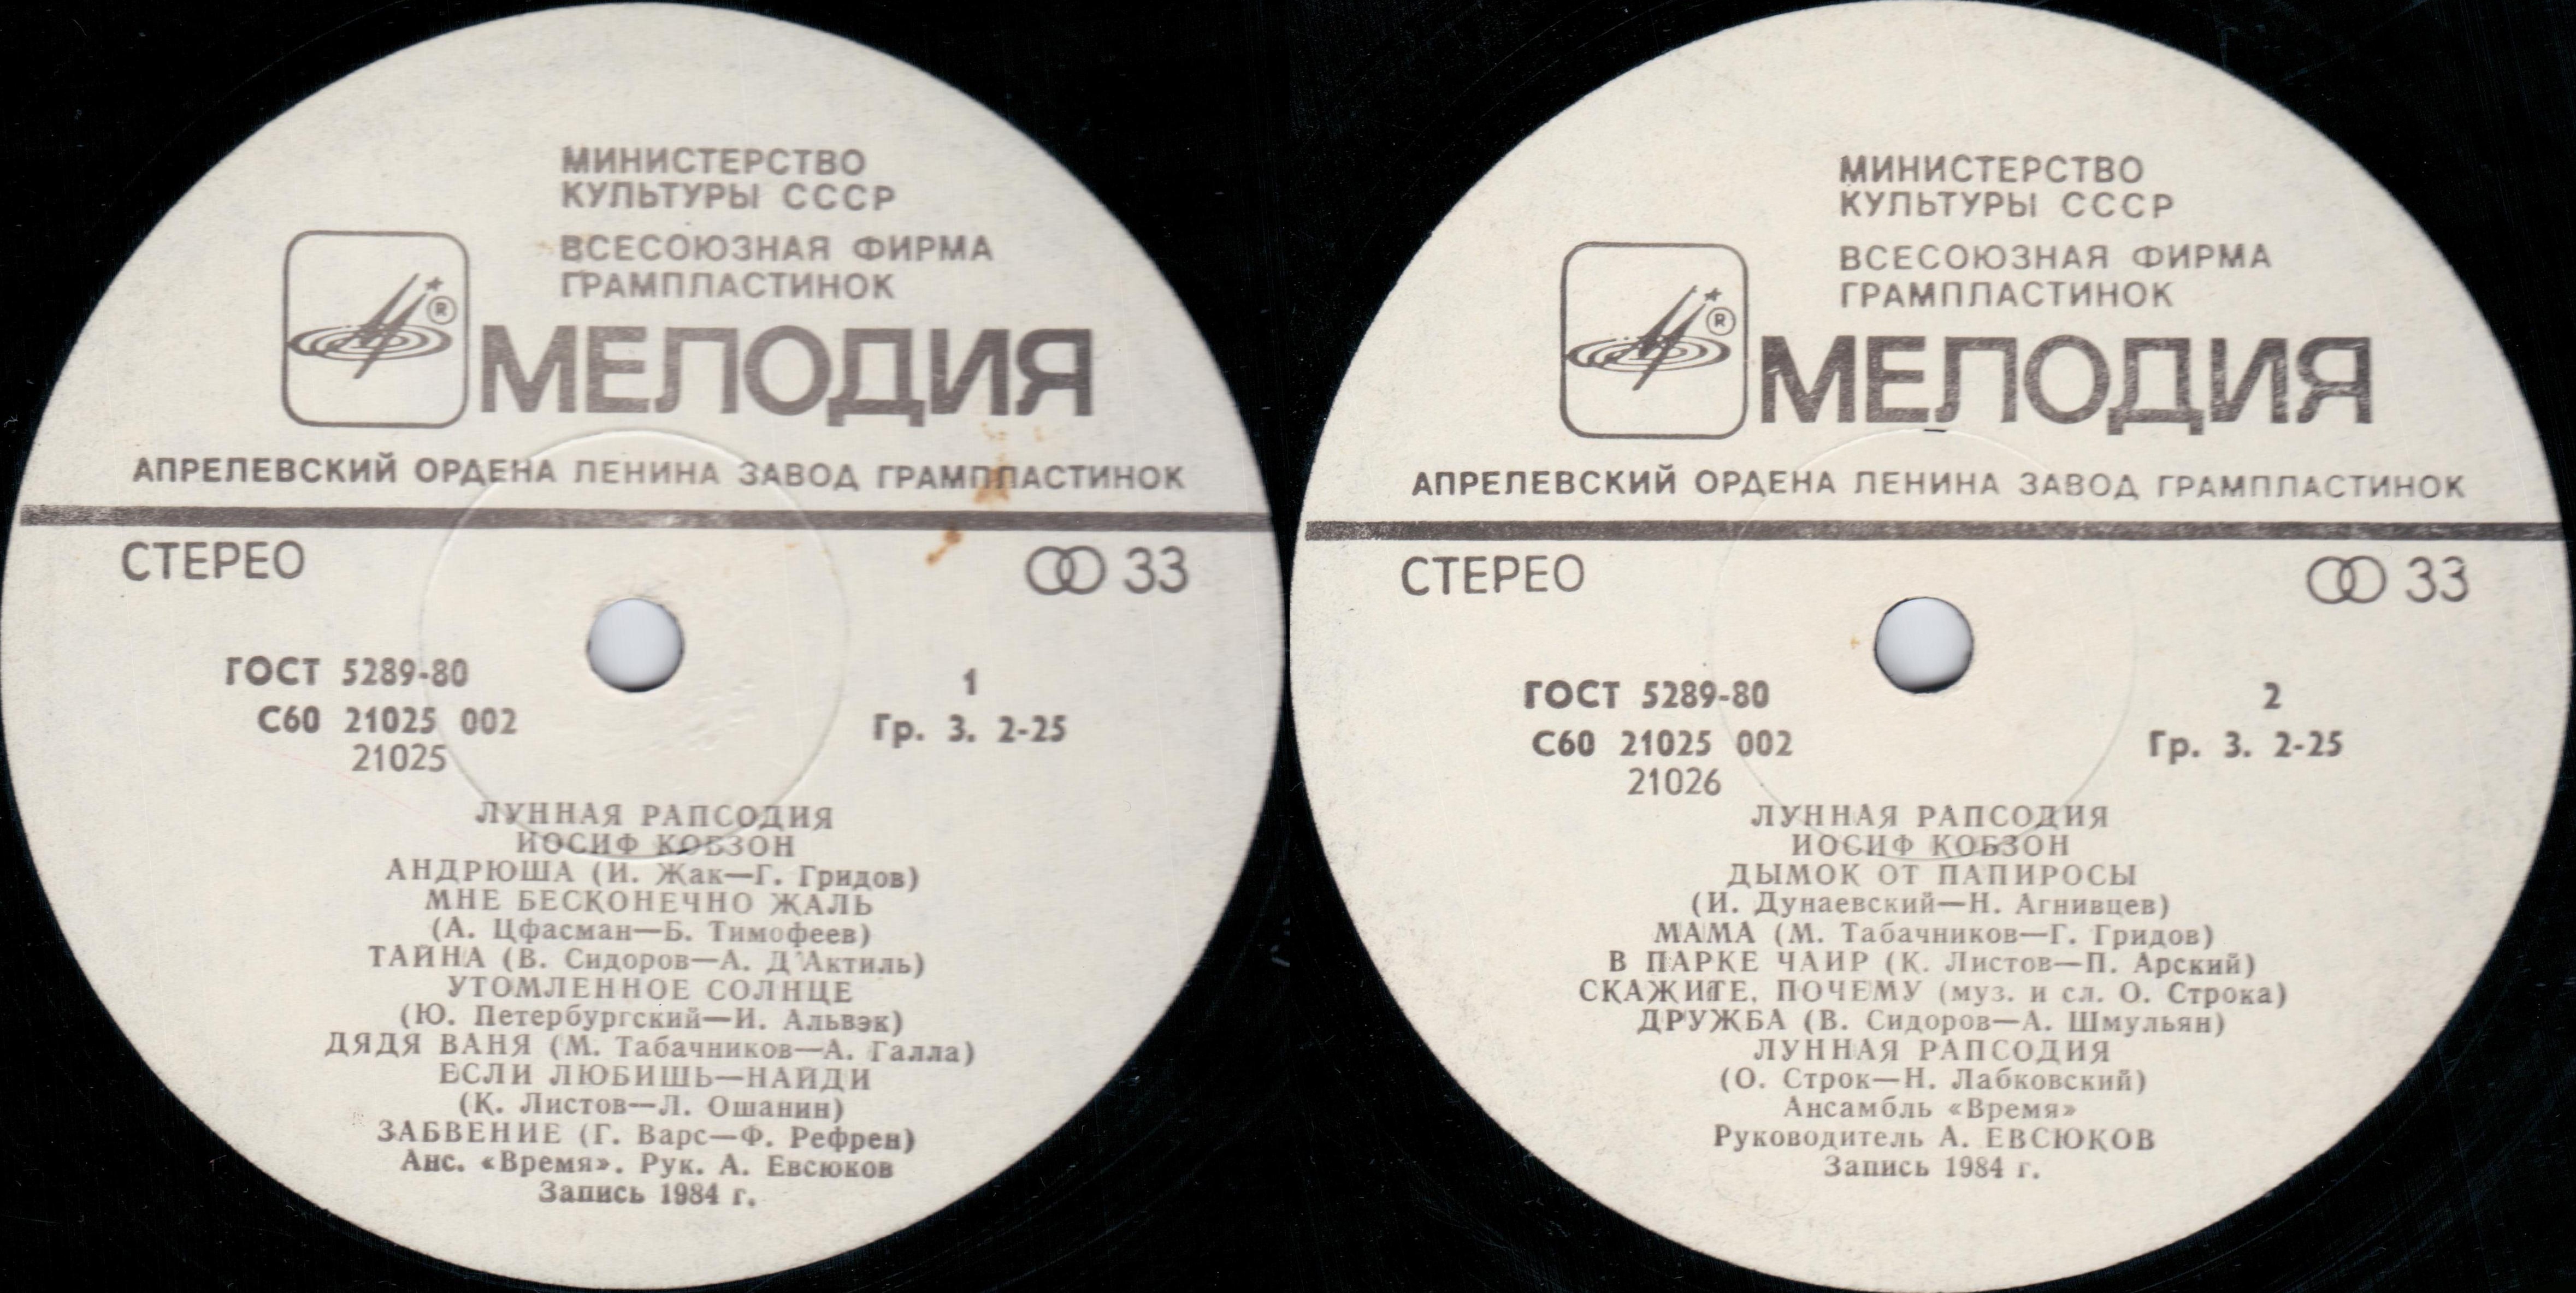 МИНИСТЕРСТВО
КУЛЬТУРЫ СССР
ВСЕСОЮЗНАЯ ФИРМА
ГРАМПЛАСТИНОК
®
МЕЛОДИЯ
АПРЕЛЕВСКИЙ ОРДЕНА ЛЕНИНА ЗАВОД ГРАМПЛАСТИНОК
СТЕРЕО
33
ГОСТ 5289-80
1
С60 21025 002
Гр. 3. 2-25
21025
ЛУННАЯ РАПСОДИЯ
ИОСИФ КОБЗОН
АНДРЮША (И. Жак—Г. Гридов)
МНЕ БЕСКОНЕЧНО ЖАЛЬ
(А. Цфасман—Б. Тимофеев)
ТАЙНА (В. Сидоров—А. Д'Актиль)
УТОМЛЕННОЕ СОЛНЦЕ
(Ю. Петербургский—И. Альвэк)
ДЯДЯ ВАНЯ (М. Табачников—А. Галла)
ЕСЛИ ЛЮБИШЬ—НАЙДИ
(К. Листов—Л. Ошанин)
ЗАБВЕНИЕ (Г. Варс—Ф. Рефрен)
Анс. «Время». Рук. А. Евсюков
Запись 1984 г.
МИНИСТЕРСТВО
КУЛЬТУРЫ СССР
ВСЕСОЮЗНАЯ ФИРМА
ГРАМПЛАСТИНОК
®
МЕЛОДИЯ
АПРЕЛЕВСКИЙ ОРДЕНА ЛЕНИНА ЗАВОД ГРАМПЛАСТИНОК
СТЕРЕО
33
ГОСТ 5289-80
2
С60 21025 002
Гр. 3. 2-25
21026
ЛУННАЯ РАПСОДИЯ
ИОСИФ КОБЗОН
ДЫМОК ОТ ПАПИРОСЫ
(И. Дунаевский—Н. Агнивцев)
МАМА (М. Табачников—Г. Гридов)
В ПАРКЕ ЧАИР (К. Листов—П. Арский)
СКАЖИТЕ, ПОЧЕМУ (муз. и сл. О. Строка)
ДРУЖБА (В. Сидоров—А. Шмульян)
ЛУННАЯ РАПСОДИЯ
(О. Строк—Н. Лабковский)
Ансамбль «Время»
Руководитель А. ЕВСЮКОВ
Запись 1984 г.